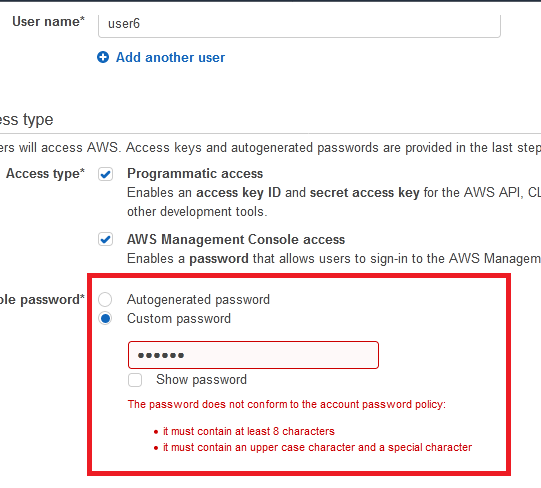 User name*
user6
Add another user
ess type
ers will access AWS. Access keys and autogenerated passwords are provided in the last step
Access type*
Programmatic access
Enables an access key ID and secret access key for the AWS API, CL
other development tools.
AWS Management Console access
Enables a password that allows users to sign-in to the AWS Managem
ole password*
Autogenerated password
Custom password
••••••
Show password
The password does not conform to the account password policy:
• it must contain at least 8 characters
• it must contain an upper case character and a special character